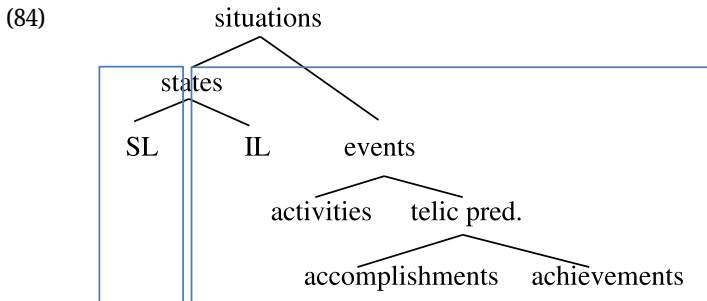 (84) situations
states
SL IL events
activities telic pred.
accomplishments achievements